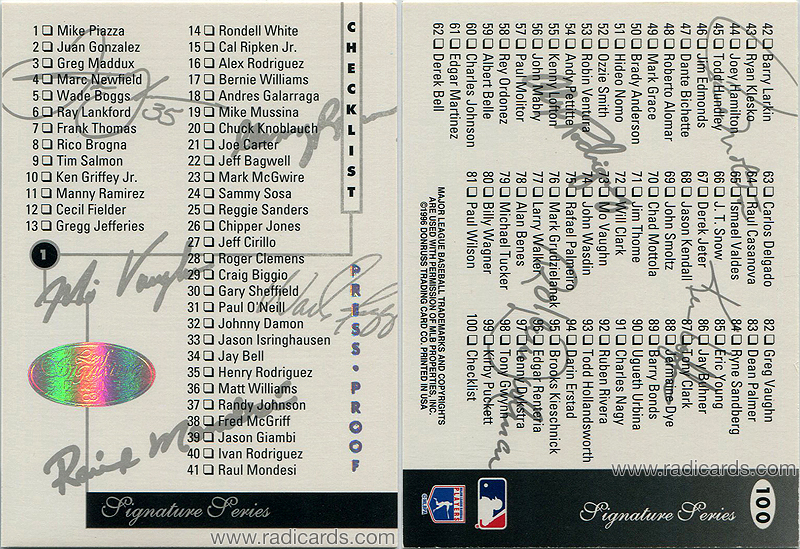 1 Mike Piazza
2 Juan Gonzalez
3 Greg Maddux
4 Marc Newfield
5 Wade Boggs
6 Ray Lankford
7 Frank Thomas
8 Rico Brogna
9 Tim Salmon
10 Ken Griffey Jr.
11 Manny Ramirez
12 Cecil Fielder
13 Gregg Jefferies
14 Rondell White
15 Cal Ripken Jr.
16 Alex Rodriguez
17 Bernie Williams
18 Andres Galarraga
19 Mike Mussina
20 Chuck Knoblauch
21 Joe Carter
22 Jeff Bagwell
23 Mark McGwire
24 Sammy Sosa
25 Reggie Sanders
26 Chipper Jones
27 Jeff Cirillo
28 Roger Clemens
29 Craig Biggio
30 Gary Sheffield
31 Paul O'Neill
32 Johnny Damon
33 Jason Isringhausen
34 Jay Bell
35 Henry Rodriguez
36 Matt Williams
37 Randy Johnson
38 Fred McGriff
39 Jason Giambi
40 Ivan Rodriguez
41 Raul Mondesi
CHECKLIST
PRESS • PROOF
1
35
Mo Vaughn
Wade Boggs
Raul Mondesi
Signature Series
www.radicards.com
42 Barry Larkin
43 Ryan Klesko
44 Joey Hamilton
45 Todd Hundley
46 Jim Edmonds
47 Dante Bichette
48 Roberto Alomar
49 Mark Grace
50 Brady Anderson
51 Hideo Nomo
52 Ozzie Smith
53 Robin Ventura
54 Andy Pettitte
55 Kenny Lofton
56 John Mabry
57 Paul Molitor
58 Rey Ordonez
59 Albert Belle
60 Charles Johnson
61 Edgar Martinez
62 Derek Bell
63 Carlos Delgado
64 Raul Casanova
65 Ismael Valdes
66 J.T. Snow
67 Derek Jeter
68 Jason Kendall
69 John Smoltz
70 Chad Mottola
71 Jim Thome
72 Will Clark
73 Mo Vaughn
74 John Wasdin
75 Rafael Palmeiro
76 Mark Grudzielanek
77 Larry Walker
78 Alan Benes
79 Michael Tucker
80 Billy Wagner
81 Paul Wilson
82 Greg Vaughn
83 Dean Palmer
84 Ryne Sandberg
85 Eric Young
86 Jay Buhner
87 Tony Clark
88 Jermaine Dye
89 Barry Bonds
90 Ugueth Urbina
91 Charles Nagy
92 Ruben Rivera
93 Todd Hollandsworth
94 Darin Erstad
95 Brooks Kieschnick
96 Edgar Renteria
97 Lenny Dykstra
98 Tony Gwynn
99 Kirby Puckett
100 Checklist
MAJOR LEAGUE BASEBALL TRADEMARKS AND COPYRIGHTS
ARE USED WITH PERMISSION OF MLB PROPERTIES, INC.
©1996 DONRUSS TRADING CARD CO. PRINTED IN USA
PLAYERS
Signature Series
100
www.radicards.com